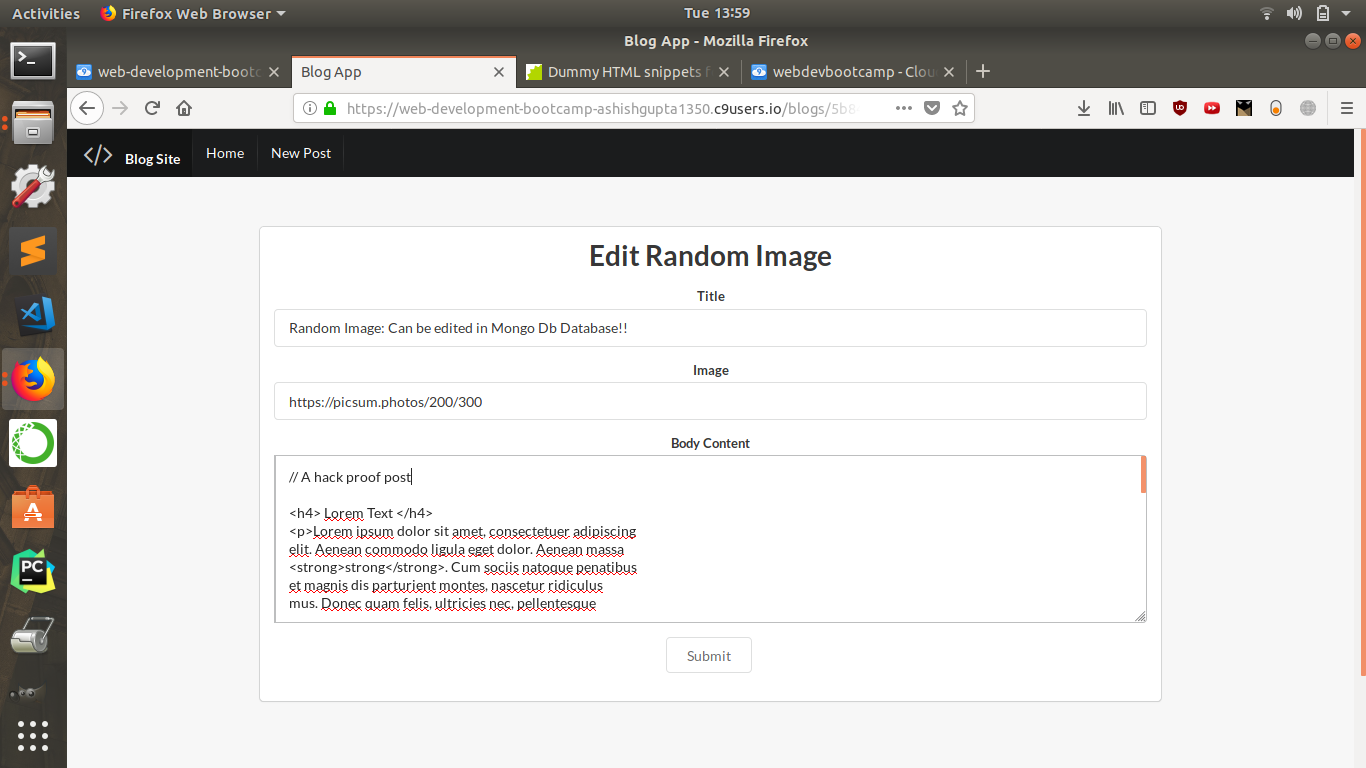 Activities Firefox Web Browser Tue 13:59
Blog App - Mozilla Firefox
web-development-bootc Blog App Dummy HTML snippets f webdevbootcamp - Clou
https://web-development-bootcamp-ashishgupta1350.c9users.io/blogs/5b8
</> Blog Site Home New Post
Edit Random Image
Title
Random Image: Can be edited in Mongo Db Database!!
Image
https://picsum.photos/200/300
Body Content
// A hack proof post
<h4> Lorem Text </h4>
<p>Lorem ipsum dolor sit amet, consectetuer adipiscing
elit. Aenean commodo ligula eget dolor. Aenean massa
<strong>strong</strong>. Cum sociis natoque penatibus
et magnis dis parturient montes, nascetur ridiculus
mus. Donec quam felis, ultricies nec, pellentesque
Submit